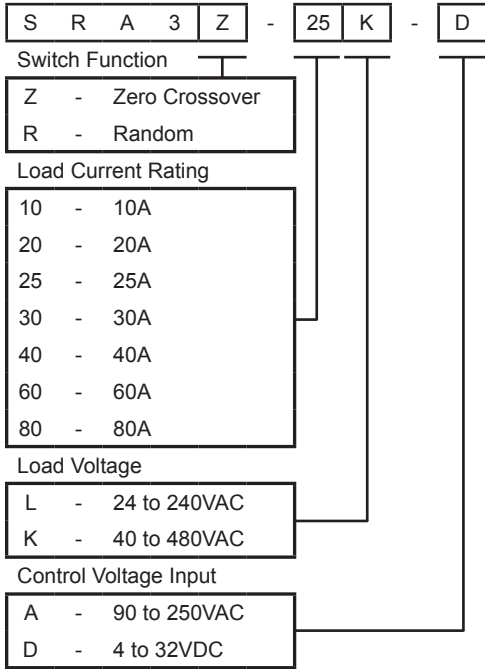 S R A 3 Z - 25 K - D
Switch Function
Z - Zero Crossover
R - Random
Load Current Rating
10 - 10A
20 - 20A
25 - 25A
30 - 30A
40 - 40A
60 - 60A
80 - 80A
Load Voltage
L - 24 to 240VAC
K - 40 to 480VAC
Control Voltage Input
A - 90 to 250VAC
D - 4 to 32VDC